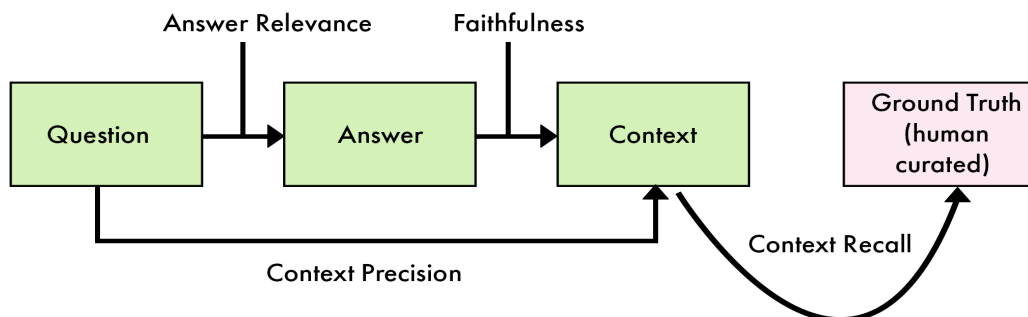 Answer Relevance
Faithfulness
Question
Answer
Context
Ground Truth
(human
curated)
Context Recall
Context Precision